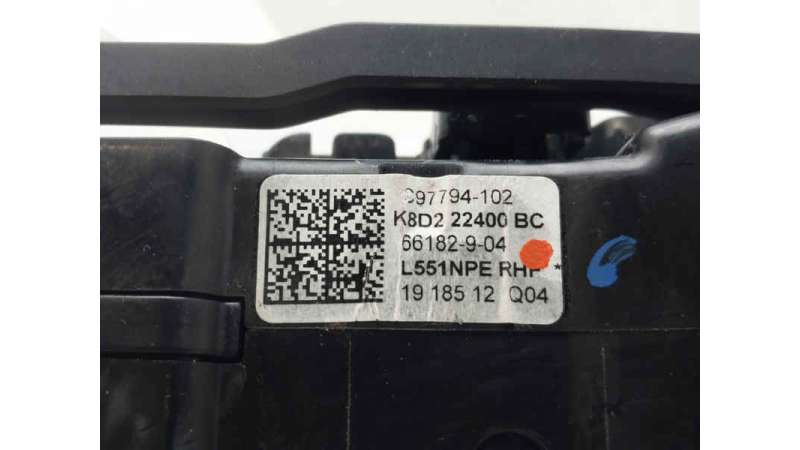 C97794-102
K8D2 22400 BC
66182-9-04
L551NPE RHF *
19 185 12 Q04